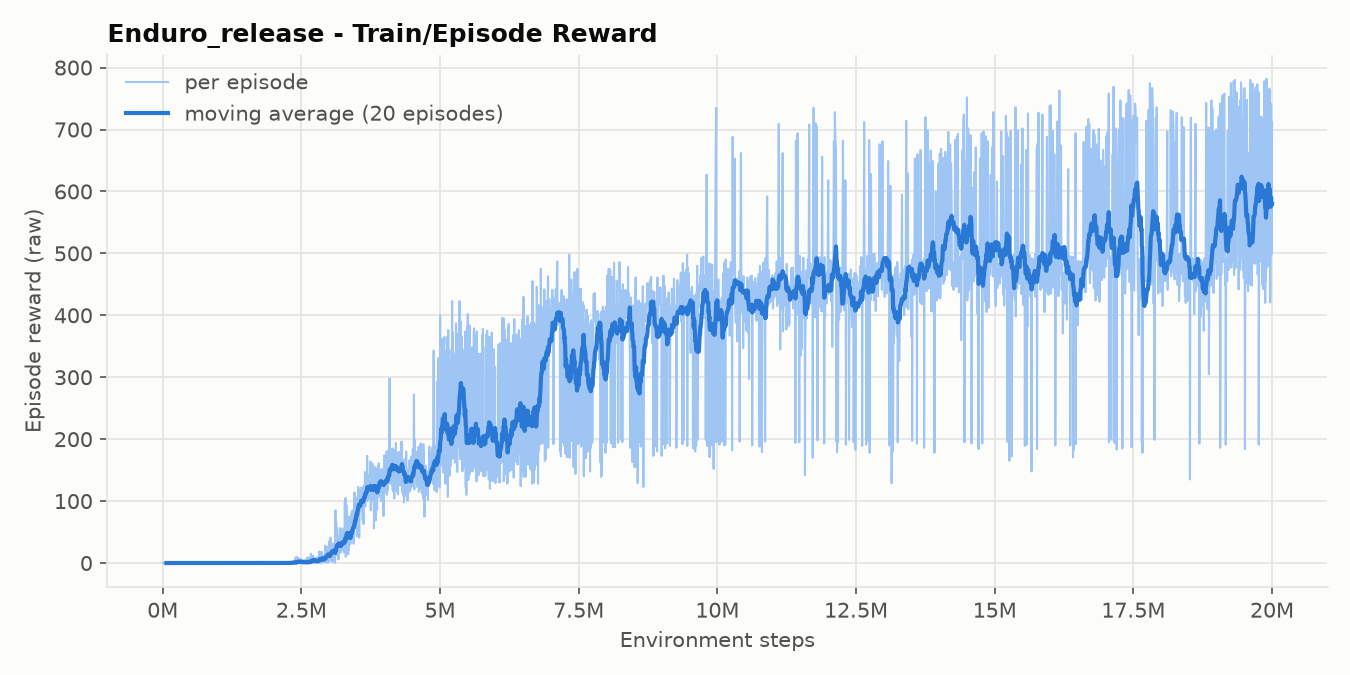 Enduro_release - Train/Episode Reward
per episode
moving average (20 episodes)
Episode reward (raw)
800
700
600
500
400
300
200
100
0
0M 2.5M 5M 7.5M 10M 12.5M 15M 17.5M 20M
Environment steps